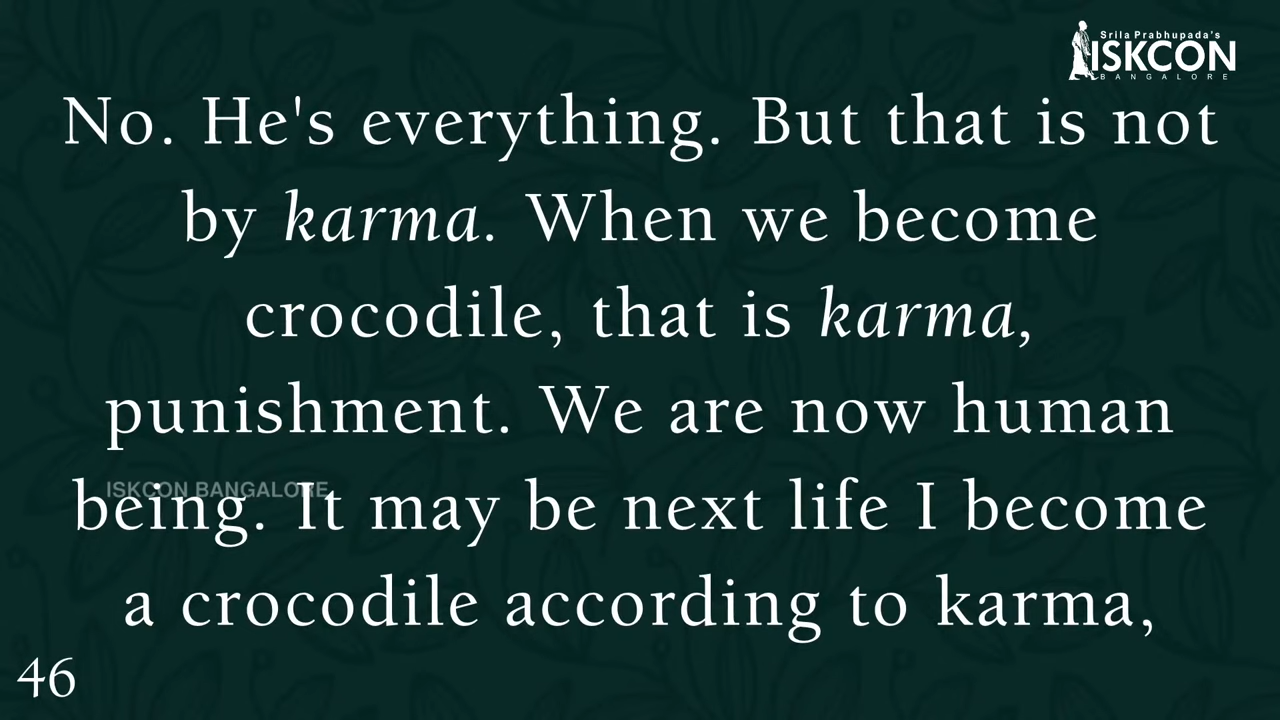 Srila Prabhupada's
ISKCON
BANGALORE
No. He's everything. But that is not
by karma. When we become
crocodile, that is karma,
punishment. We are now human
ISKCON BANGALORE
being. It may be next life I become
a crocodile according to karma,
46